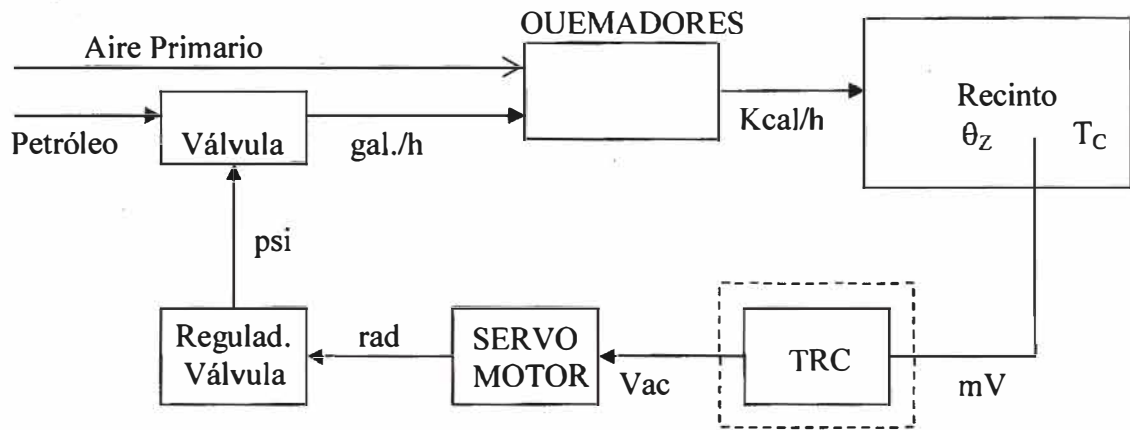 OUEMADORES
Aire Primario
Petróleo
Válvula
gal./h
Kcal/h
Recinto
θZ TC
psi
Regulad.
Válvula
rad
SERVO
MOTOR
Vac
TRC
mV